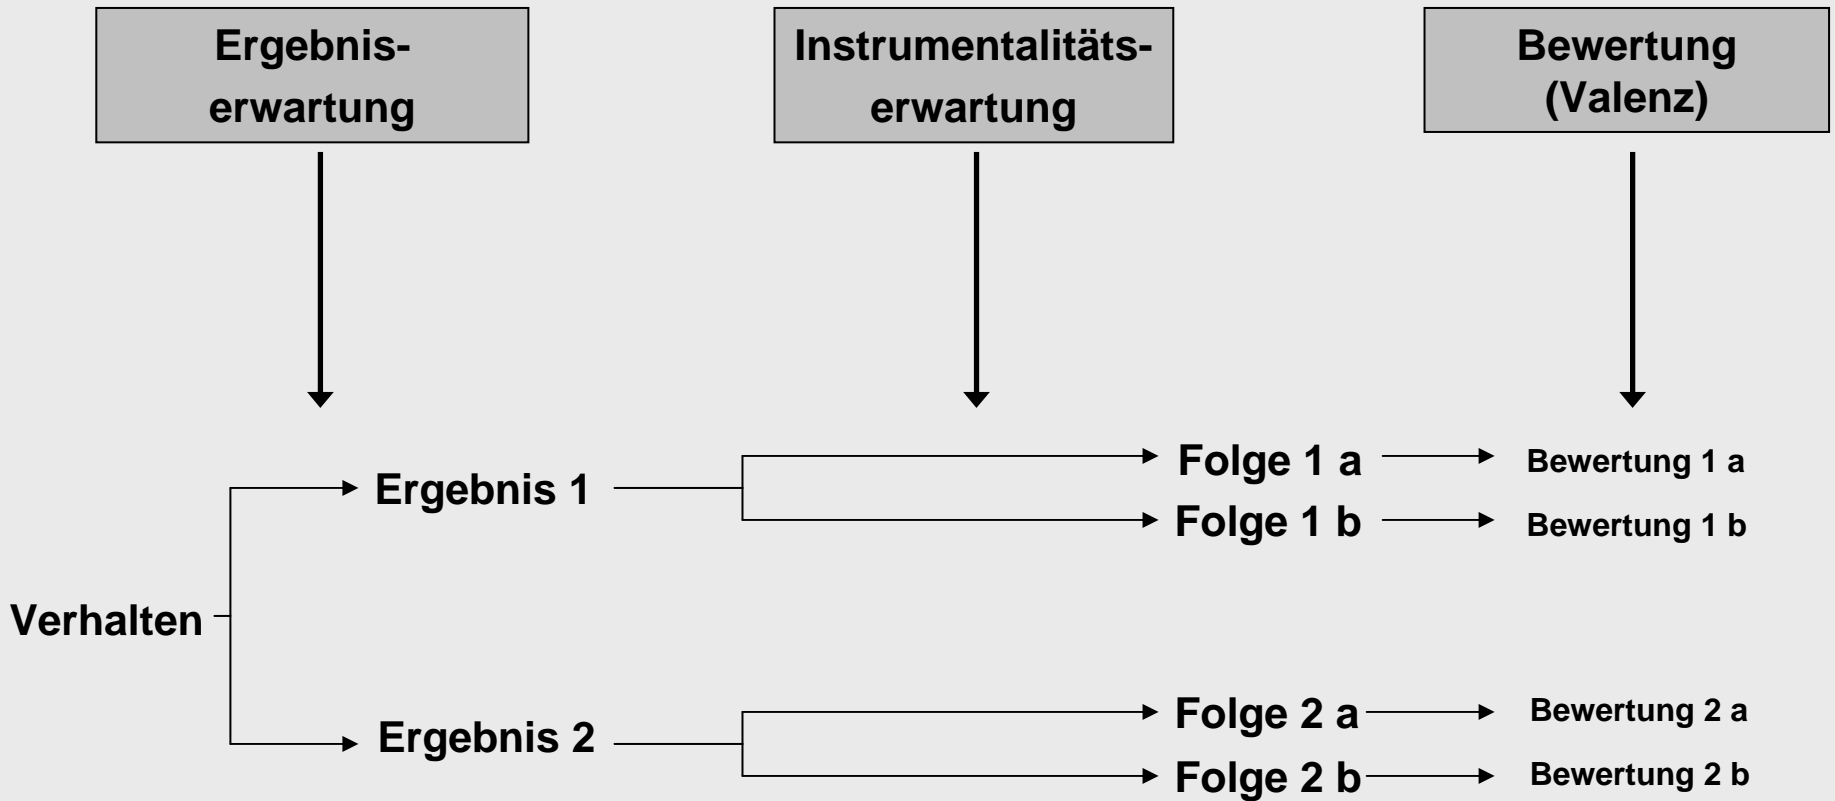 Ergebnis-
erwartung
Instrumentalitäts-
erwartung
Bewertung
(Valenz)
Verhalten
Ergebnis 1
Folge 1 a
Bewertung 1 a
Folge 1 b
Bewertung 1 b
Ergebnis 2
Folge 2 a
Bewertung 2 a
Folge 2 b
Bewertung 2 b